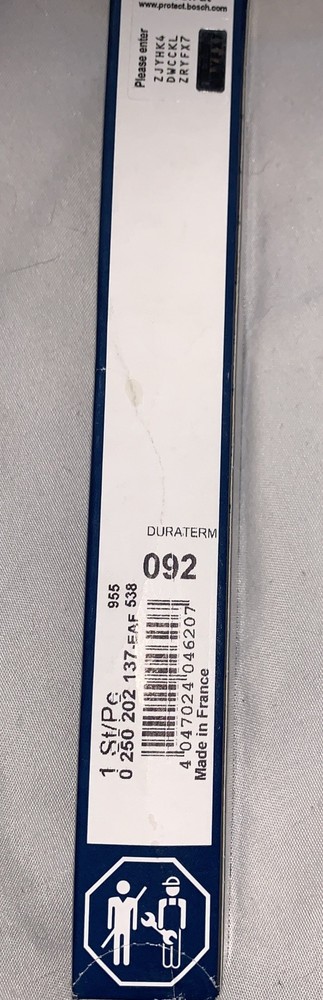 www.protect.bosch.com
Please enter
ZJYHK4
DWCCKL
ZRYFX7
DURATERM
092
955
1 St/Pc
0 250 202 137-EAF 538
4 047024 046207
Made in France